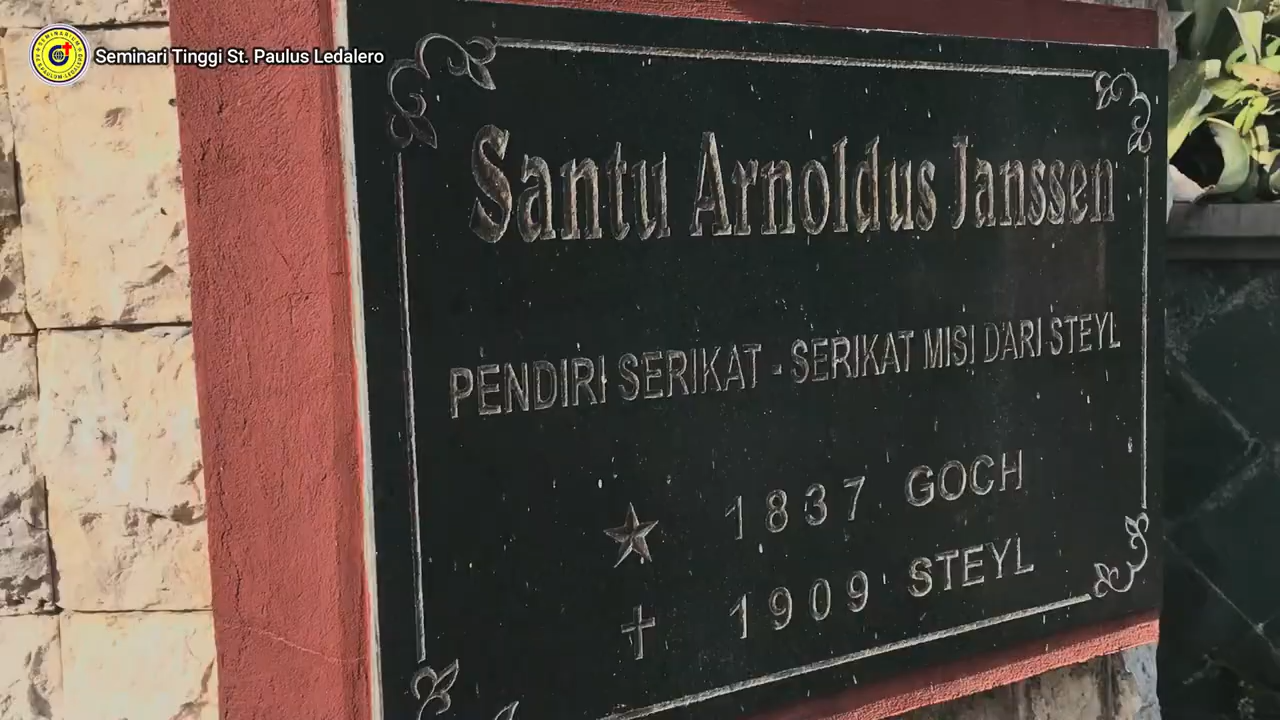 Seminari Tinggi St. Paulus Ledalero
Santu Arnoldus Janssen
PENDIRI SERIKAT - SERIKAT MISI DARI STEYL
1837 GOCH
1909 STEYL